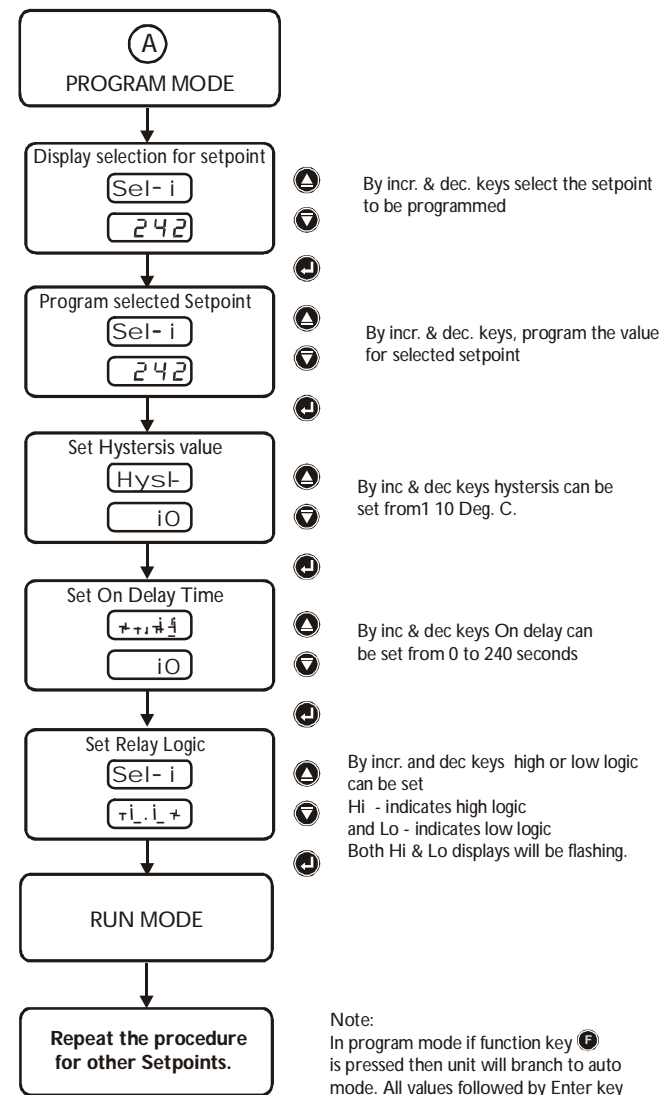 A
PROGRAM MODE
Display selection for setpoint
Sel-i
242
By incr. & dec. keys select the setpoint
to be programmed
Program selected Setpoint
Sel-i
242
By incr. & dec. keys, program the value
for selected setpoint
Set Hystersis value
Hysl-
i0
By inc & dec keys hystersis can be
set from1 10 Deg. C.
Set On Delay Time
i0
By inc & dec keys On delay can
be set from 0 to 240 seconds
Set Relay Logic
Sel-i
By incr. and dec keys high or low logic
can be set
Hi - indicates high logic
and Lo - indicates low logic
Both Hi & Lo displays will be flashing.
RUN MODE
Repeat the procedure
for other Setpoints.
Note:
In program mode if function key F
is pressed then unit will branch to auto
mode. All values followed by Enter key